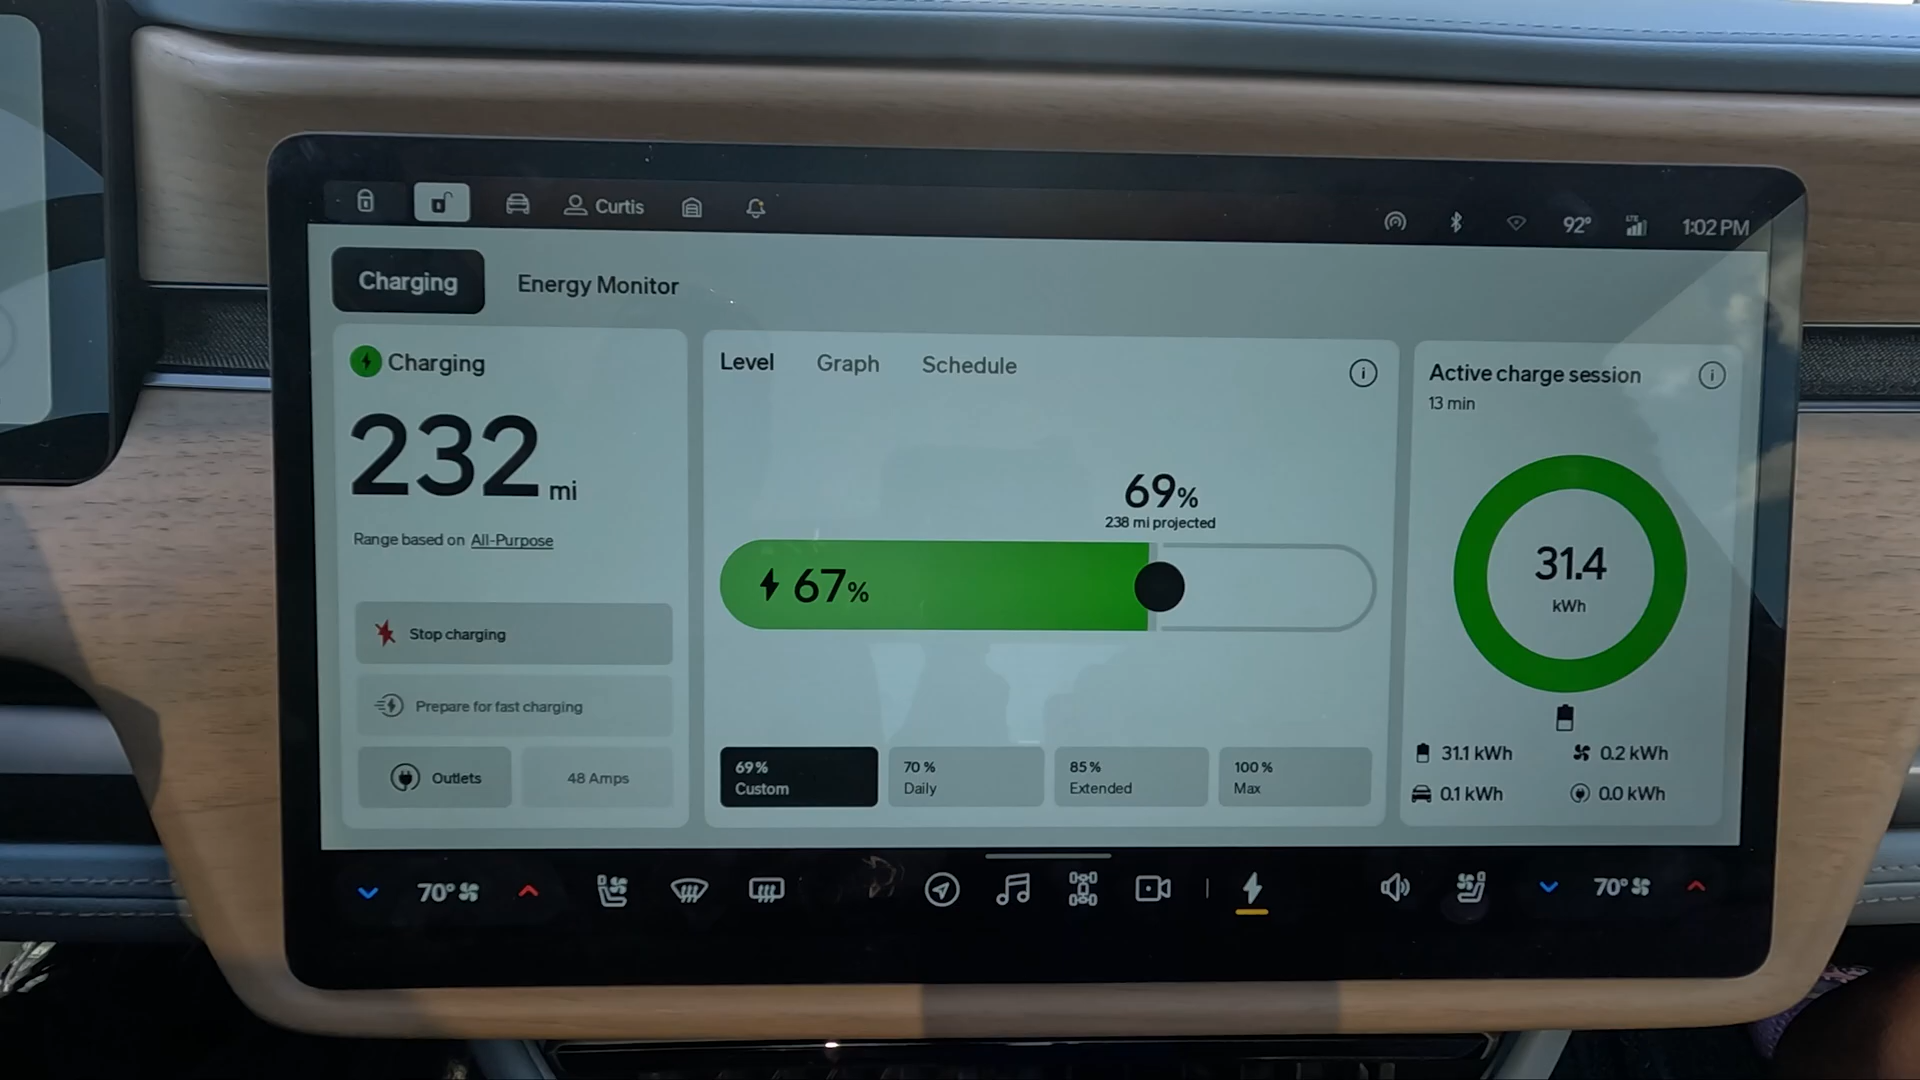 Curtis
92°
LTE
1:02 PM
Charging
Energy Monitor
Charging
232 mi
Range based on All-Purpose
Stop charging
Prepare for fast charging
Outlets
48 Amps
Level
Graph
Schedule
69%
238 mi projected
67%
69%
Custom
70 %
Daily
85%
Extended
100 %
Max
Active charge session
13 min
31.4
kWh
31.1 kWh
0.2 kWh
0.1 kWh
0.0 kWh
70°
70°